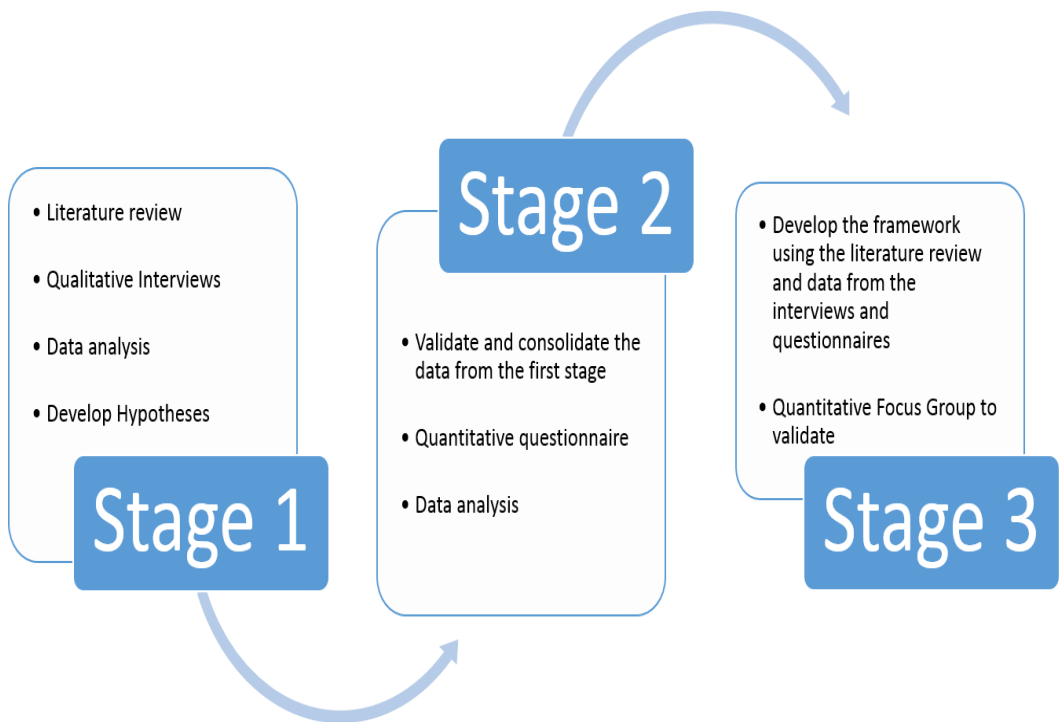 • Literature review
• Qualitative Interviews
• Data analysis
• Develop Hypotheses
Stage 1
Stage 2
• Validate and consolidate the
data from the first stage
• Quantitative questionnaire
• Data analysis
• Develop the framework
using the literature review
and data from the
interviews and
questionnaires
• Quantitative Focus Group to
validate
Stage 3